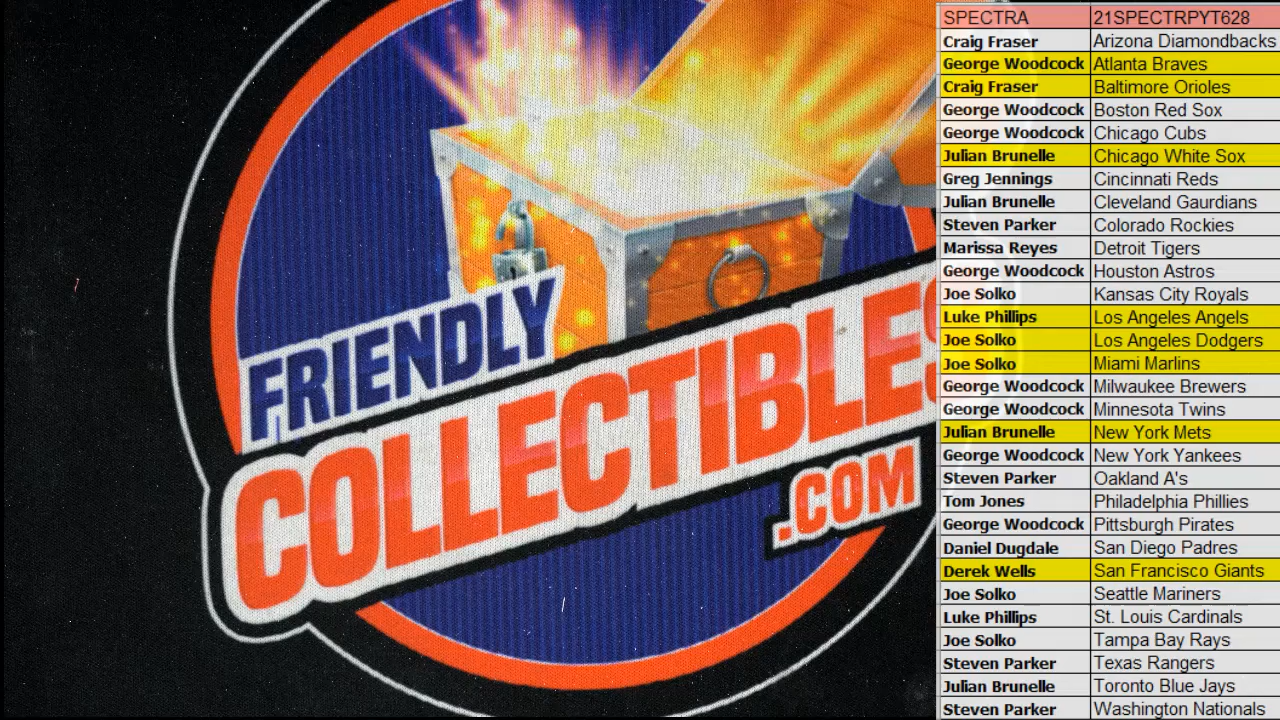 FRIENDLY
COLLECTIBLES
.COM
SPECTRA 21SPECTRPYT628
Craig Fraser Arizona Diamondbacks
George Woodcock Atlanta Braves
Craig Fraser Baltimore Orioles
George Woodcock Boston Red Sox
George Woodcock Chicago Cubs
Julian Brunelle Chicago White Sox
Greg Jennings Cincinnati Reds
Julian Brunelle Cleveland Gaurdians
Steven Parker Colorado Rockies
Marissa Reyes Detroit Tigers
George Woodcock Houston Astros
Joe Solko Kansas City Royals
Luke Phillips Los Angeles Angels
Joe Solko Los Angeles Dodgers
Joe Solko Miami Marlins
George Woodcock Milwaukee Brewers
George Woodcock Minnesota Twins
Julian Brunelle New York Mets
George Woodcock New York Yankees
Steven Parker Oakland A's
Tom Jones Philadelphia Phillies
George Woodcock Pittsburgh Pirates
Daniel Dugdale San Diego Padres
Derek Wells San Francisco Giants
Joe Solko Seattle Mariners
Luke Phillips St. Louis Cardinals
Joe Solko Tampa Bay Rays
Steven Parker Texas Rangers
Julian Brunelle Toronto Blue Jays
Steven Parker Washington Nationals